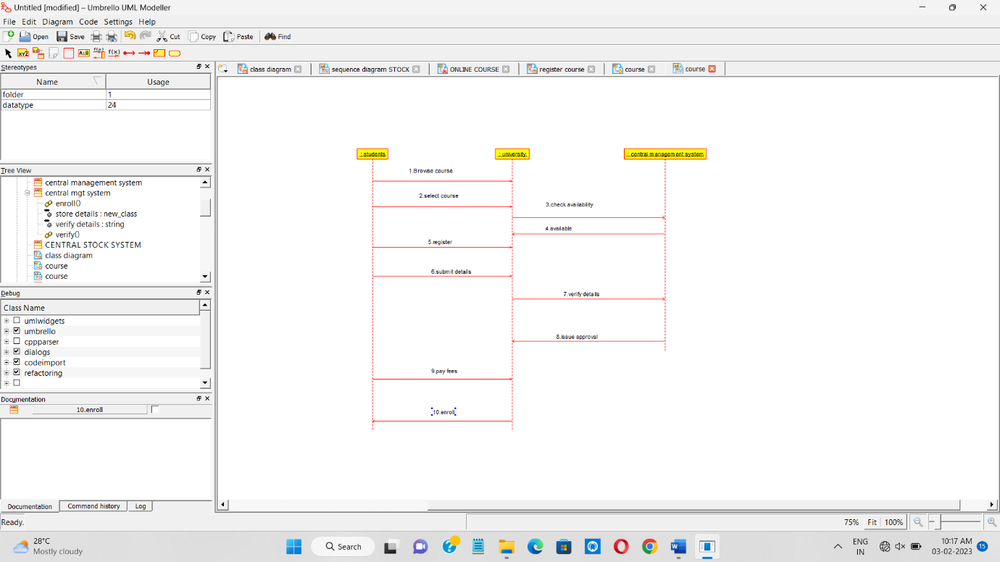 Untitled [modified] – Umbrello UML Modeller
File Edit Diagram Code Settings Help
Open Save Cut Copy Paste Find
XYZ A:B f(x) f(x)
Stereotypes
Name Usage
folder 1
datatype 24
class diagram sequence diagram STOCK ONLINE COURSE register course course course
Tree View
central management system
central mgt system
enroll()
store details : new_class
verify details : string
verify()
CENTRAL STOCK SYSTEM
class diagram
course
course
: students : university : central management system
1.Browse course
2.select course
3.check availability
4.available
5.register
6.submit details
7.verify details
8.issue approval
9.pay fees
10.enroll
Debug
Class Name
umlwidgets
umbrello
cppparser
dialogs
codeimport
refactoring
Documentation
10.enroll
Documentation Command history Log
Ready.
75% Fit 100%
28°C
Mostly cloudy
Search
ENG
IN
10:17 AM
03-02-2023
15